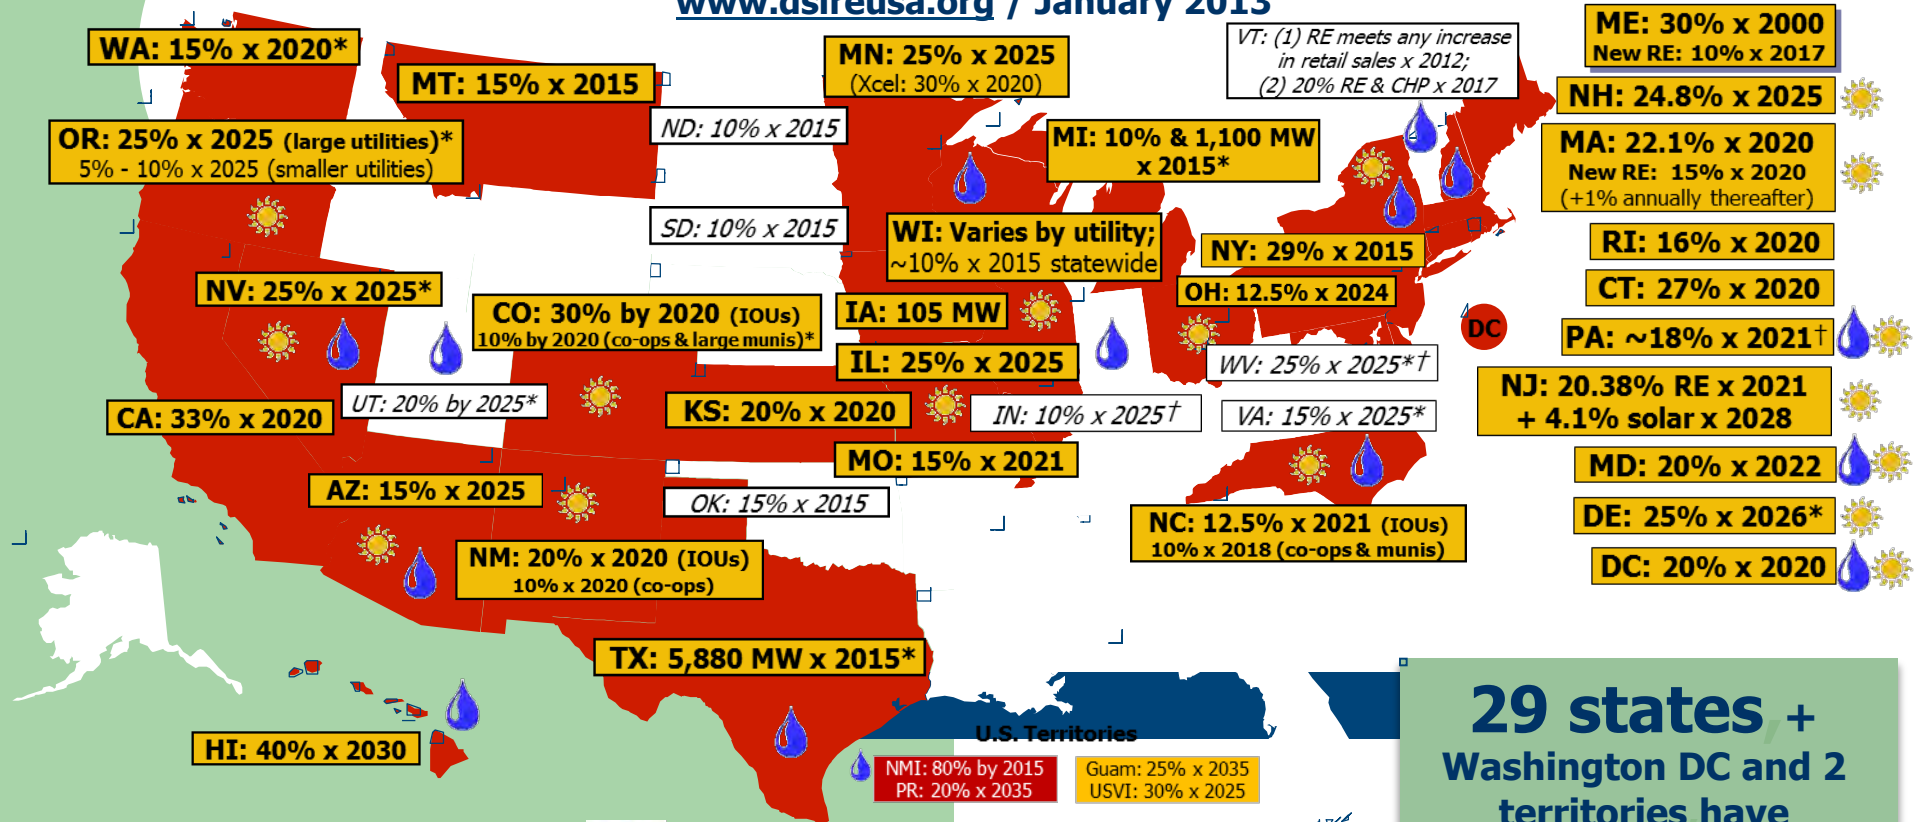 www.dsireusa.org / January 2013
WA: 15% x 2020*
MT: 15% x 2015
MN: 25% x 2025
(Xcel: 30% x 2020)
VT: (1) RE meets any increase
in retail sales x 2012;
(2) 20% RE & CHP x 2017
ME: 30% x 2000
New RE: 10% x 2017
NH: 24.8% x 2025
ND: 10% x 2015
OR: 25% x 2025 (large utilities)*
5% - 10% x 2025 (smaller utilities)
MI: 10% & 1,100 MW
x 2015*
MA: 22.1% x 2020
New RE: 15% x 2020
(+1% annually thereafter)
SD: 10% x 2015
WI: Varies by utility;
~10% x 2015 statewide
NY: 29% x 2015
RI: 16% x 2020
NV: 25% x 2025*
CO: 30% by 2020 (IOUs)
10% by 2020 (co-ops & large munis)*
IA: 105 MW
OH: 12.5% x 2024
CT: 27% x 2020
DC
PA: ~18% x 2021†
IL: 25% x 2025
WV: 25% x 2025*†
UT: 20% by 2025*
CA: 33% x 2020
KS: 20% x 2020
IN: 10% x 2025†
VA: 15% x 2025*
NJ: 20.38% RE x 2021
+ 4.1% solar x 2028
MO: 15% x 2021
MD: 20% x 2022
AZ: 15% x 2025
OK: 15% x 2015
NC: 12.5% x 2021 (IOUs)
10% x 2018 (co-ops & munis)
DE: 25% x 2026*
NM: 20% x 2020 (IOUs)
10% x 2020 (co-ops)
DC: 20% x 2020
TX: 5,880 MW x 2015*
HI: 40% x 2030
U.S. Territories
NMI: 80% by 2015
PR: 20% x 2035
Guam: 25% x 2035
USVI: 30% x 2025
29 states,+
Washington DC and 2
territories have